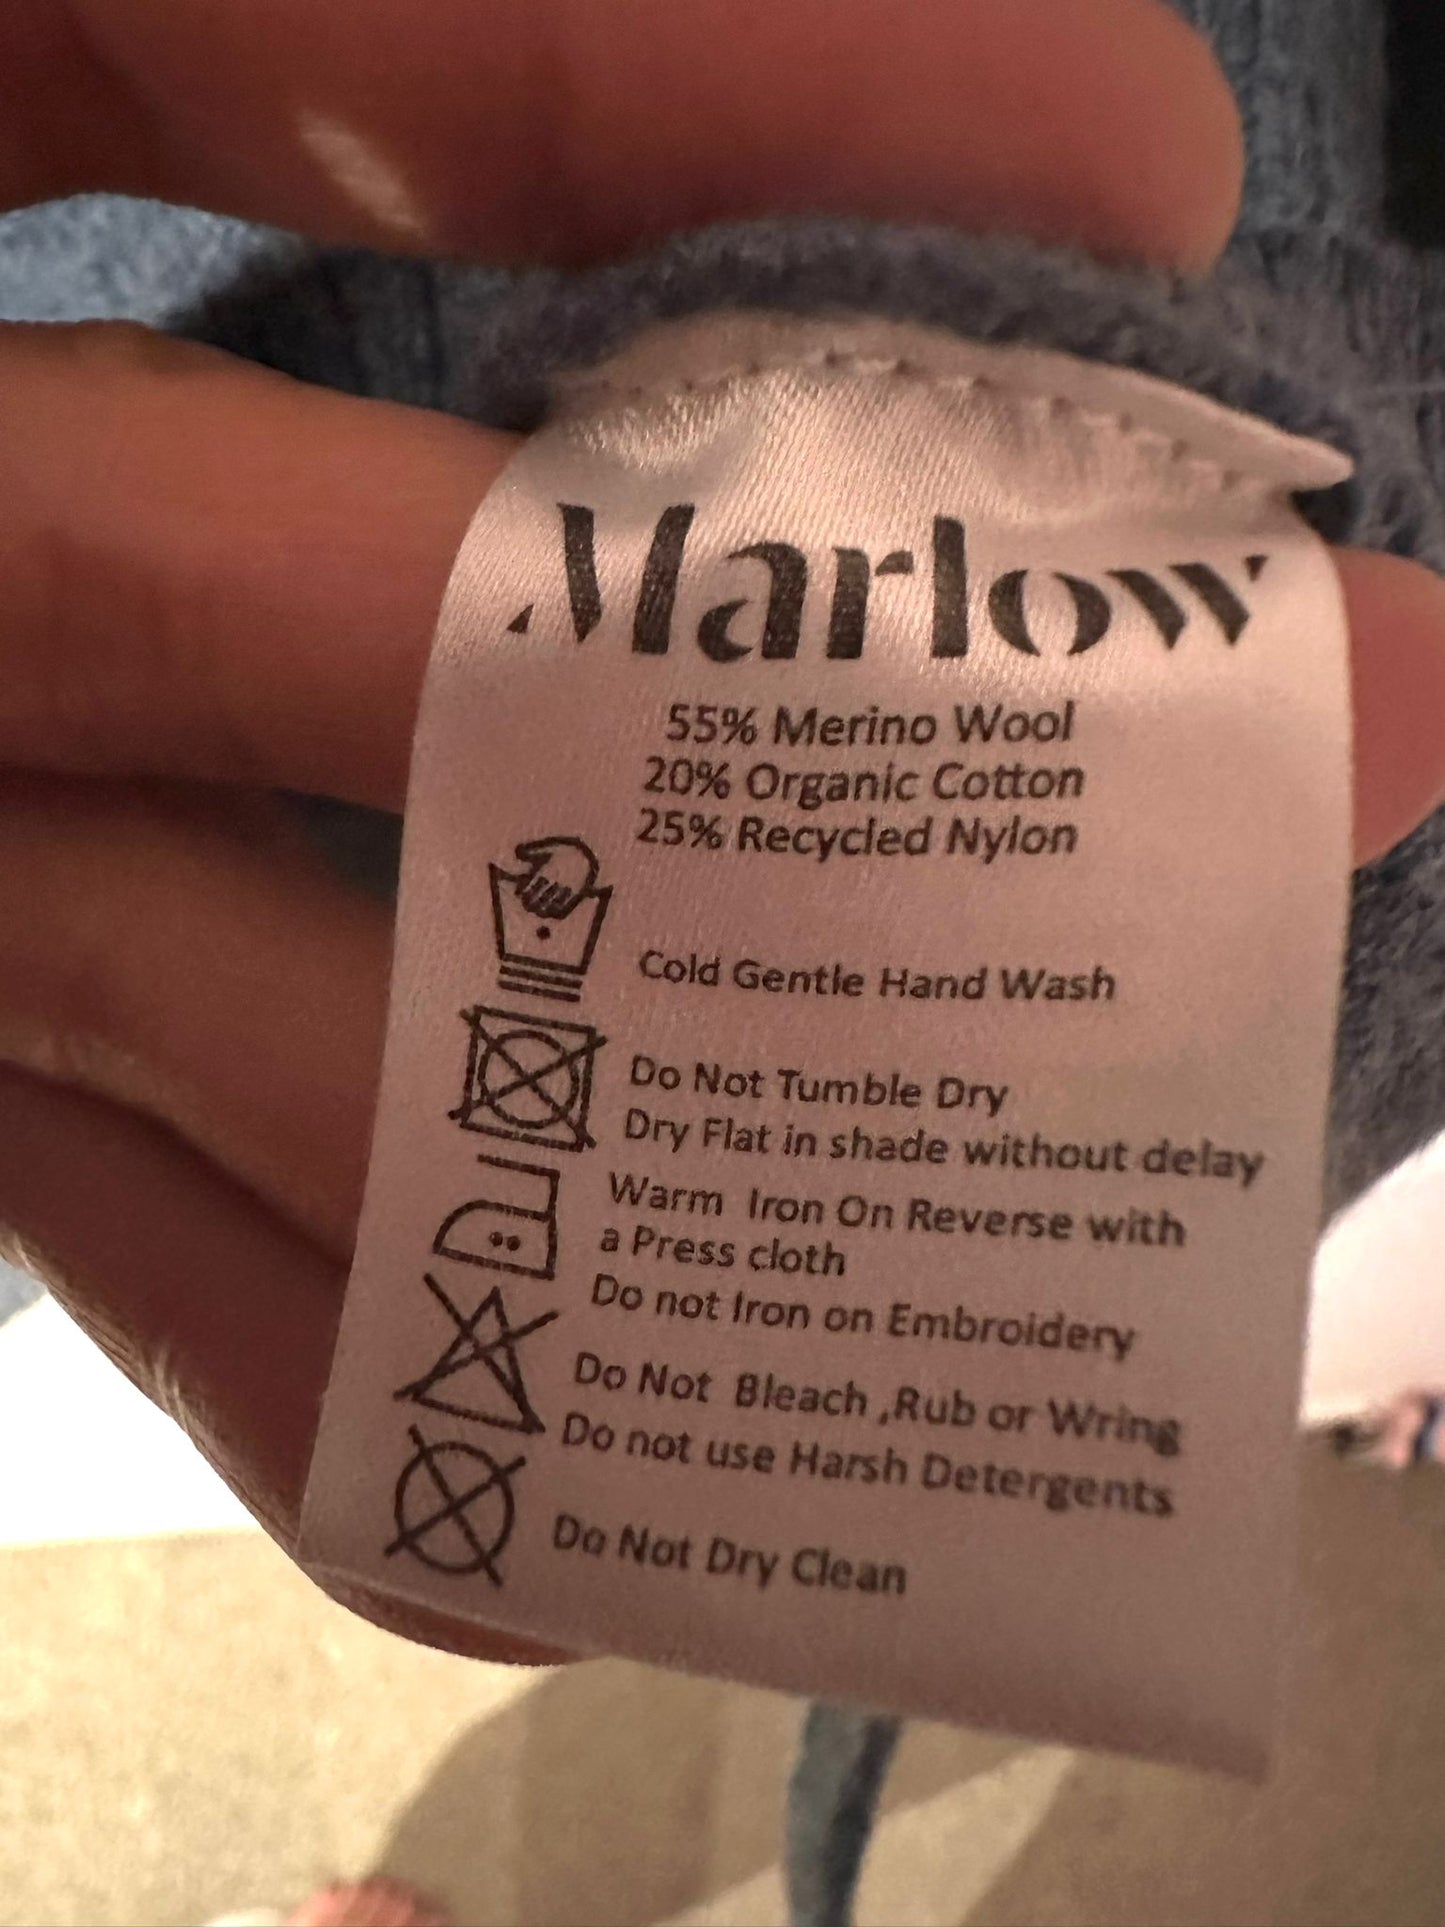 Marlow
55% Merino Wool
20% Organic Cotton
25% Recycled Nylon
Cold Gentle Hand Wash
Do Not Tumble Dry
Dry Flat in shade without delay
Warm Iron On Reverse with
a Press cloth
Do not Iron on Embroidery
Do Not Bleach ,Rub or Wring
Do not use Harsh Detergents
Do Not Dry Clean